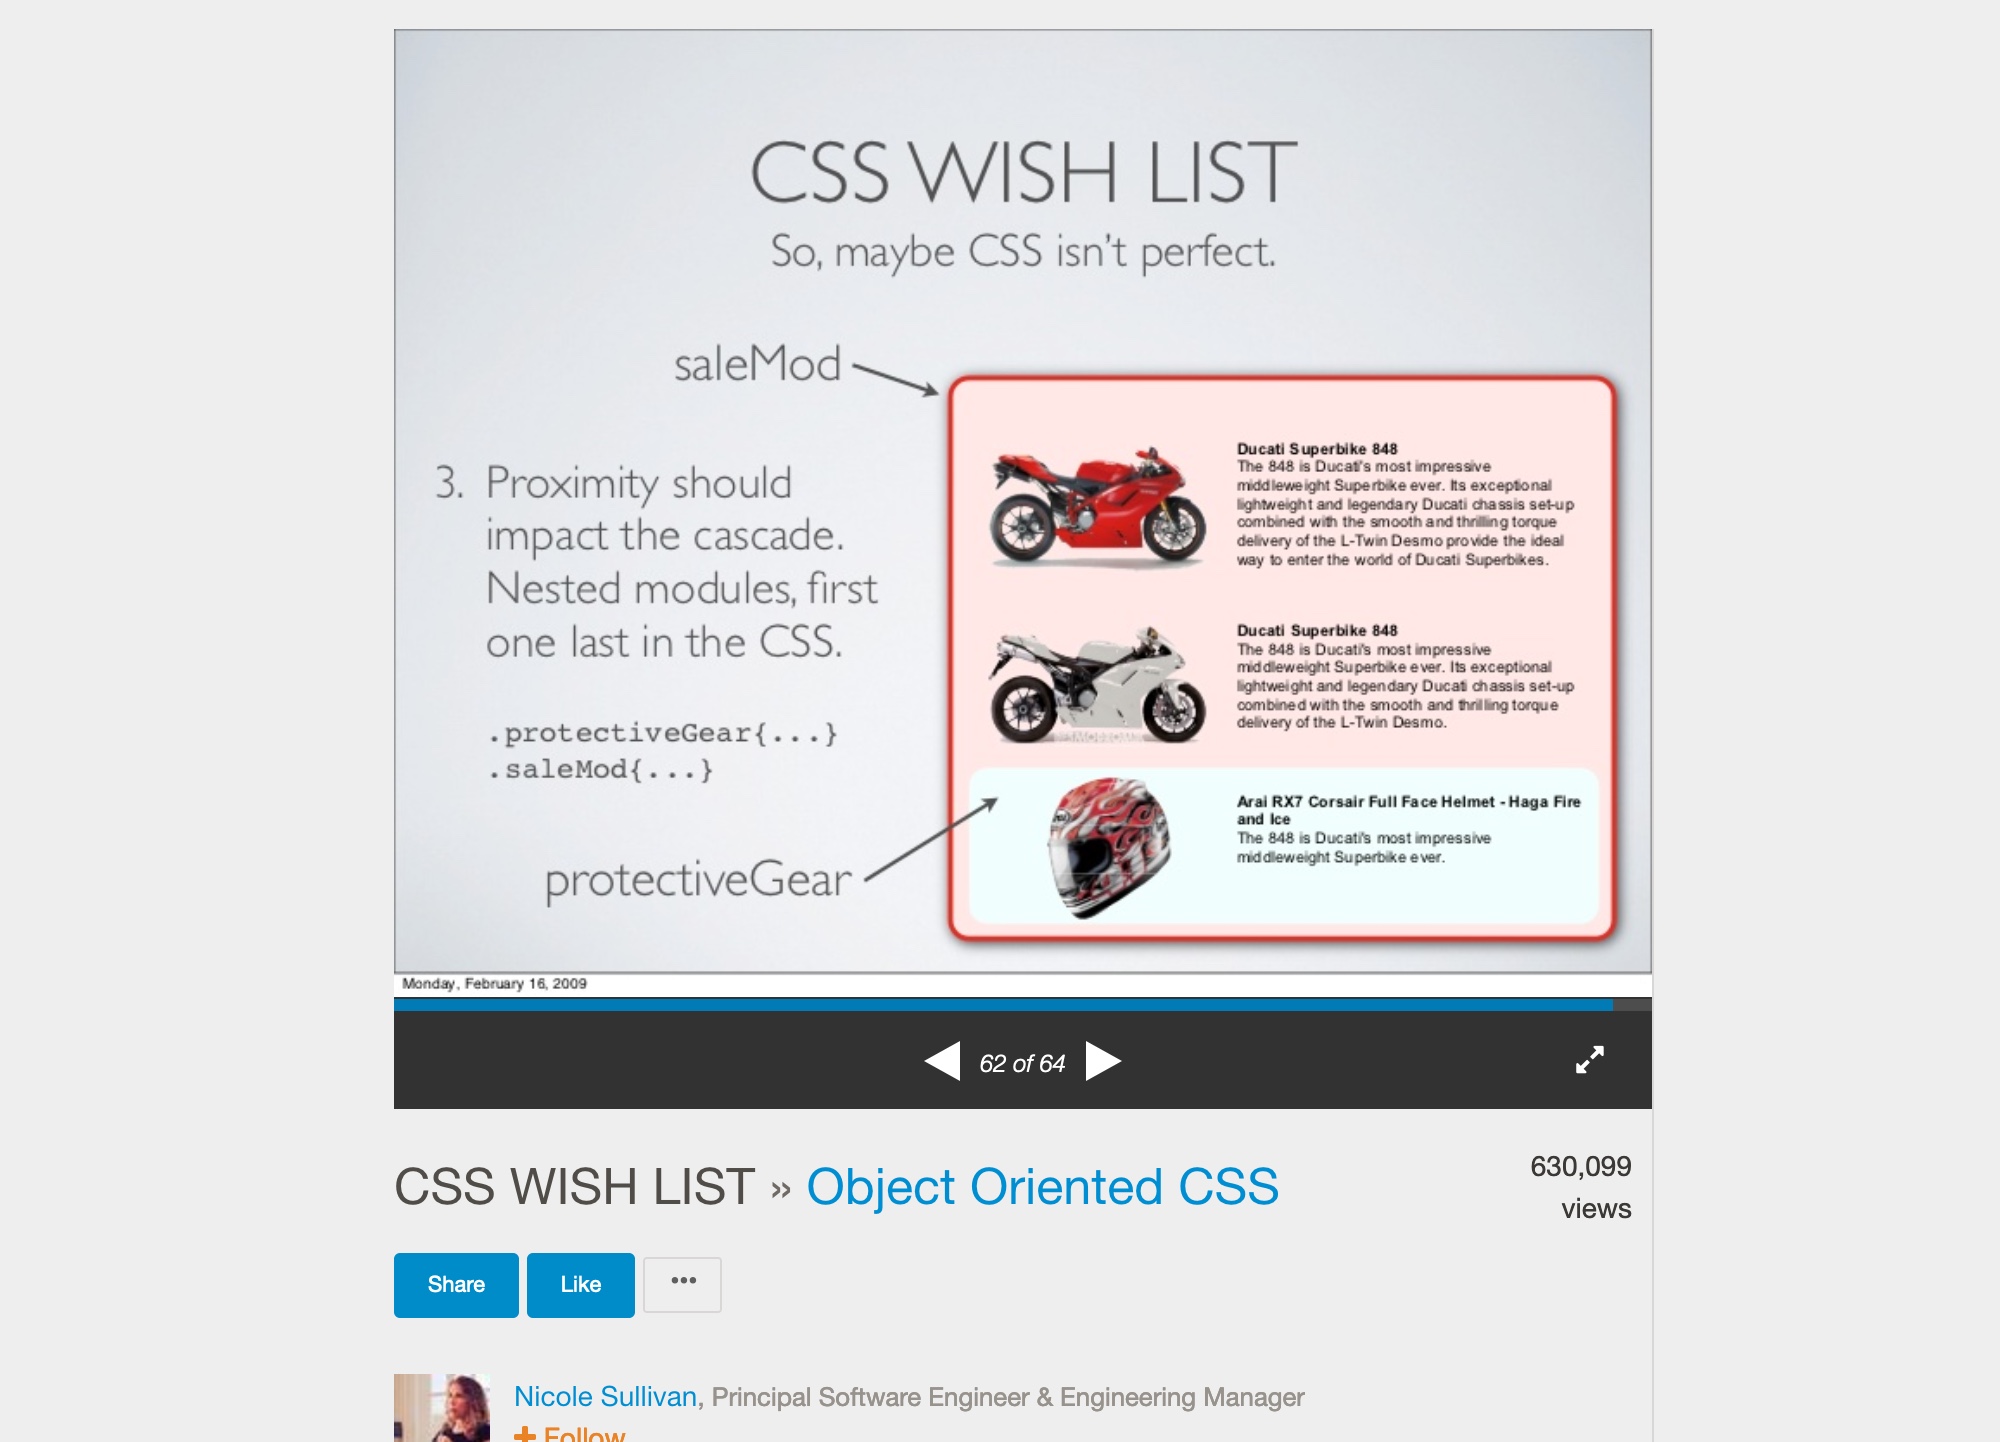 CSS WISH LIST
So, maybe CSS isn't perfect.
saleMod
3. Proximity should
impact the cascade.
Nested modules, first
one last in the CSS.
.protectiveGear{...}
.saleMod{...}
protectiveGear
Ducati Superbike 848
The 848 is Ducati's most impressive
middleweight Superbike ever. Its exceptional
lightweight and legendary Ducati chassis set-up
combined with the smooth and thrilling torque
delivery of the L-Twin Desmo provide the ideal
way to enter the world of Ducati Superbikes.
Ducati Superbike 848
The 848 is Ducati's most impressive
middleweight Superbike ever. Its exceptional
lightweight and legendary Ducati chassis set-up
combined with the smooth and thrilling torque
delivery of the L-Twin Desmo.
Arai RX7 Corsair Full Face Helmet - Haga Fire
and Ice
The 848 is Ducati's most impressive
middleweight Superbike ever.
Monday, February 16, 2009
62 of 64
CSS WISH LIST » Object Oriented CSS
630,099
views
Share
Like
•••
Nicole Sullivan, Principal Software Engineer & Engineering Manager
+ Follow